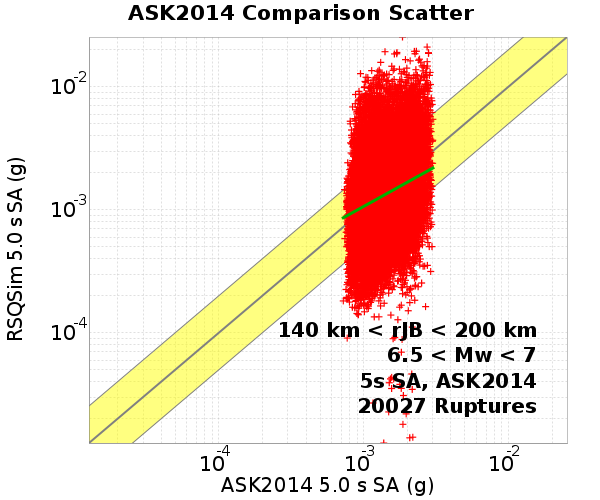 ASK2014 Comparison Scatter
10-2
10-3
10-4
RSQSim 5.0 s SA (g)
140 km < rJB < 200 km
6.5 < Mw < 7
5s SA, ASK2014
20027 Ruptures
10-4
10-3
10-2
ASK2014 5.0 s SA (g)